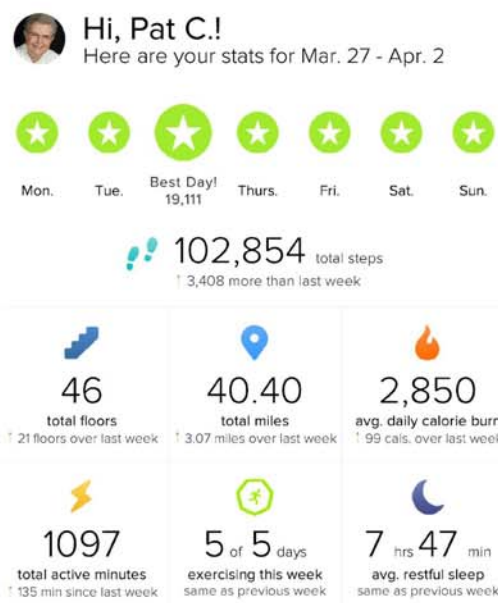 Hi, Pat C.!
Here are your stats for Mar. 27 - Apr. 2
Mon. Tue. Best Day! Thurs. Fri. Sat. Sun.
19,111
102,854 total steps
↑ 3,408 more than last week
46 40.40 2,850
total floors total miles avg. daily calorie burn
↑ 21 floors over last week ↑ 3.07 miles over last week ↑ 99 cals. over last week
1097 5 of 5 days 7 hrs 47 min
total active minutes exercising this week avg. restful sleep
↑ 135 min since last week same as previous week same as previous week